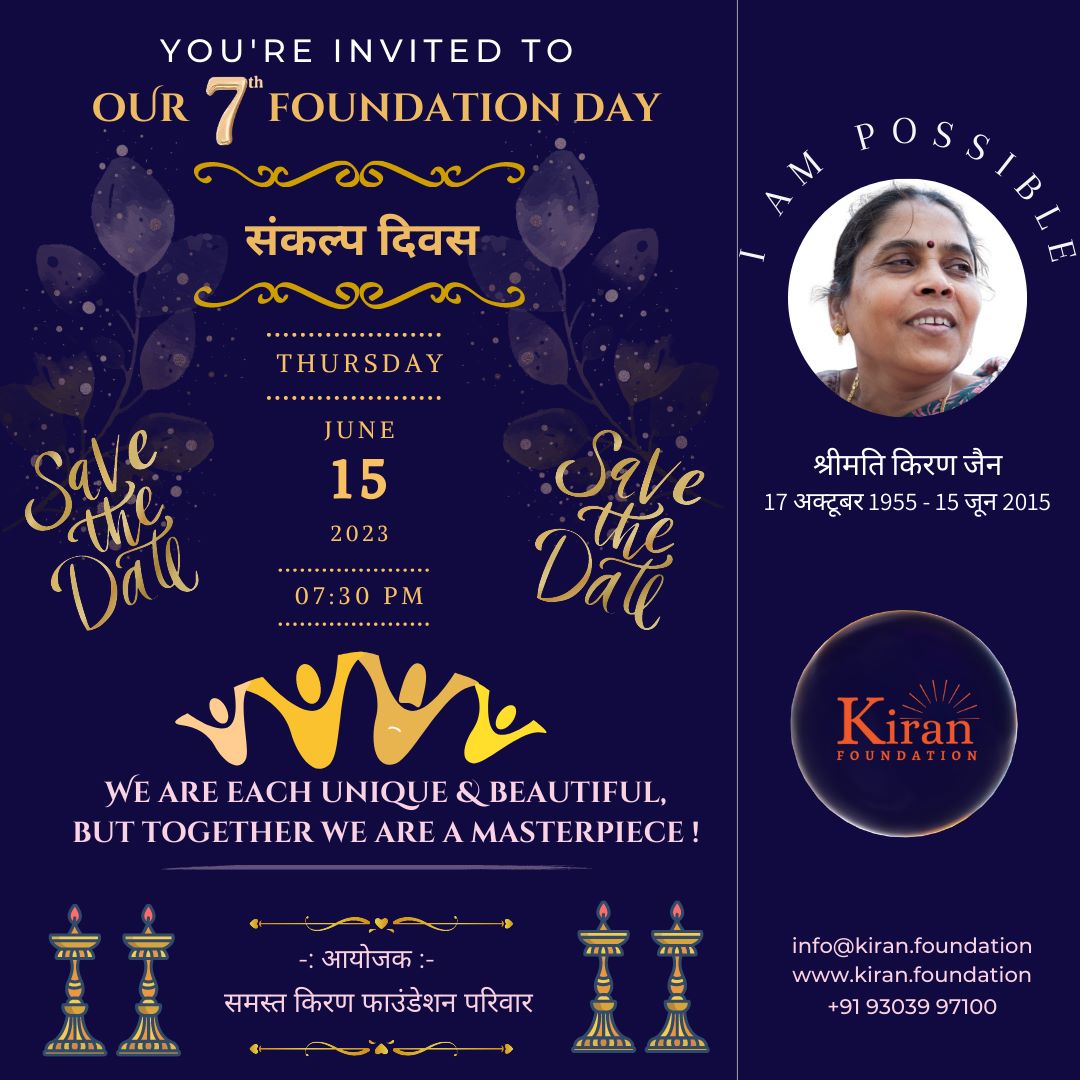 YOU'RE INVITED TO
OUR 7th FOUNDATION DAY
संकल्प दिवस
THURSDAY
JUNE
15
2023
07:30 PM
Save
the
Date
Save
the
Date
WE ARE EACH UNIQUE & BEAUTIFUL,
BUT TOGETHER WE ARE A MASTERPIECE !
-: आयोजक :-
समस्त किरण फाउंडेशन परिवार
I AM POSSIBLE
श्रीमति किरण जैन
17 अक्टूबर 1955 - 15 जून 2015
Kiran
FOUNDATION
info@kiran.foundation
www.kiran.foundation
+91 93039 97100